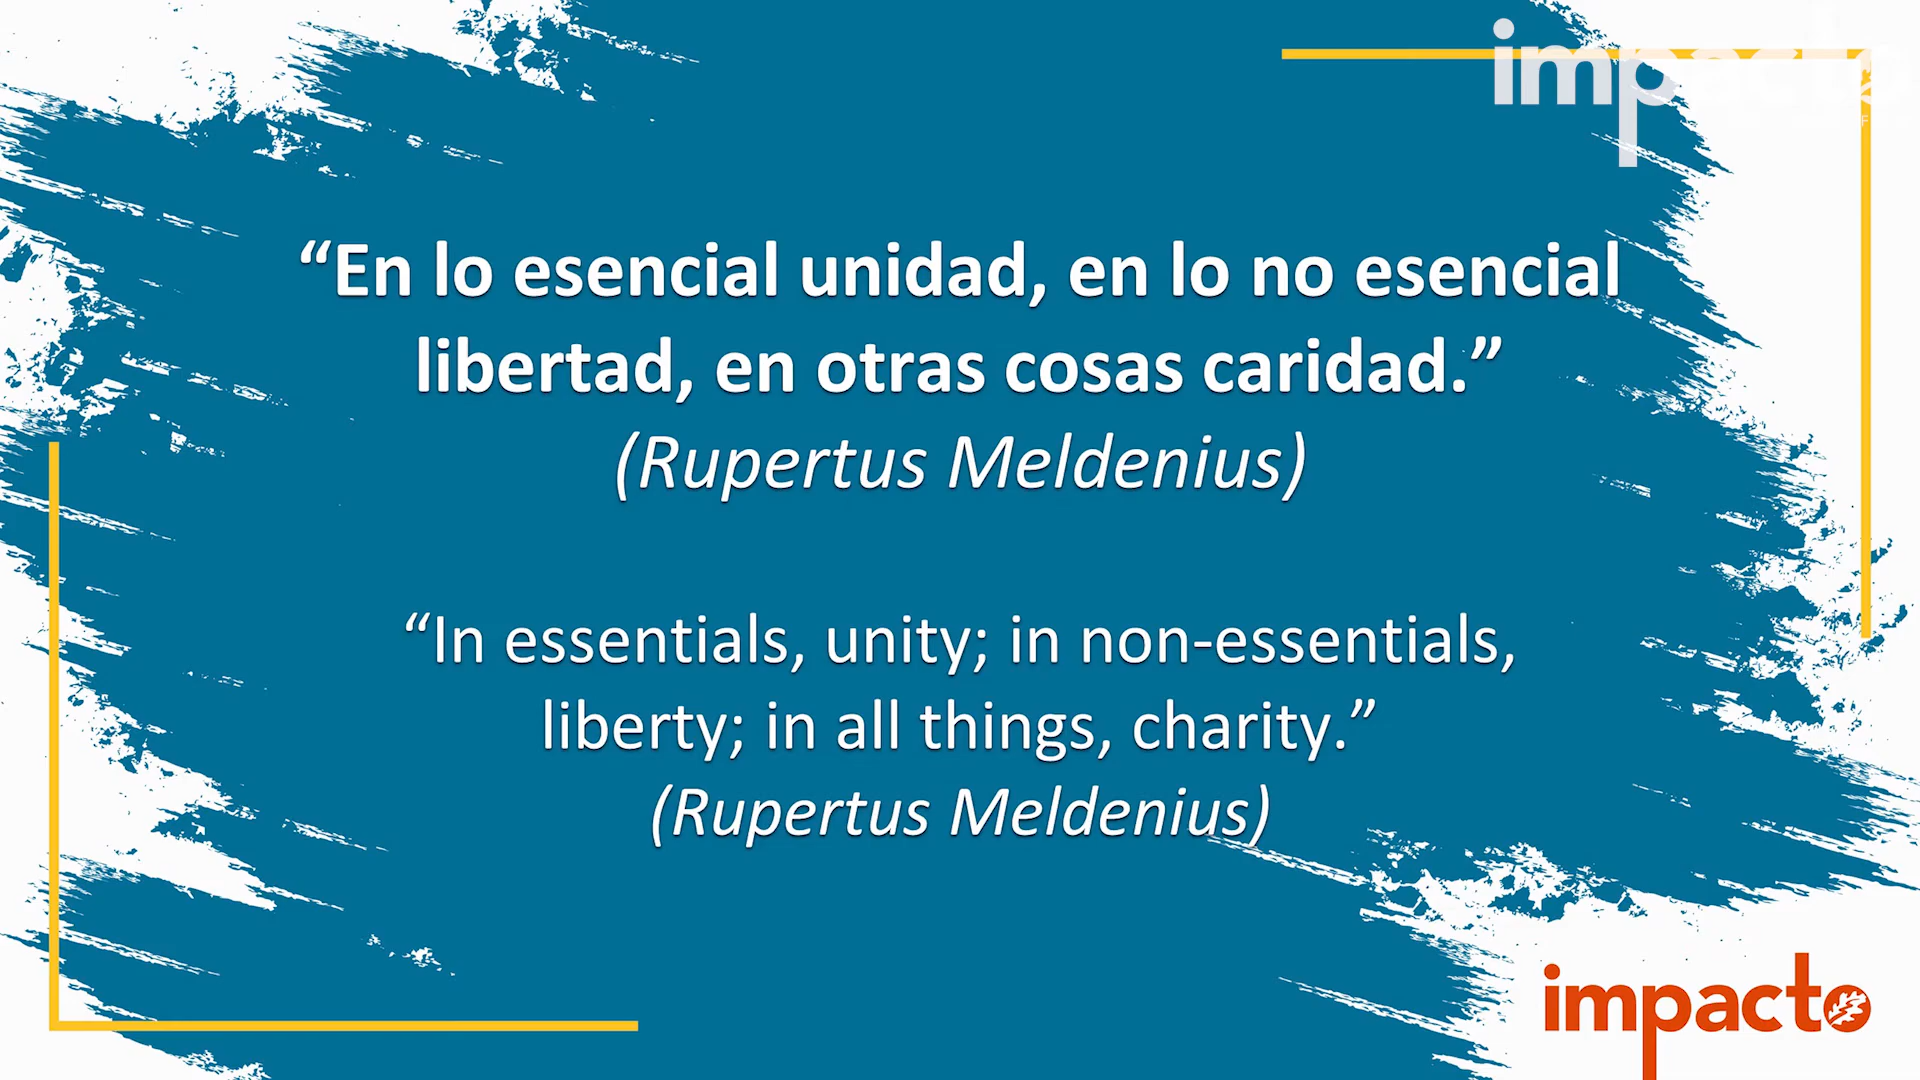 impacto
“En lo esencial unidad, en lo no esencial
libertad, en otras cosas caridad.”
(Rupertus Meldenius)
“In essentials, unity; in non-essentials,
liberty; in all things, charity.”
(Rupertus Meldenius)
impacto